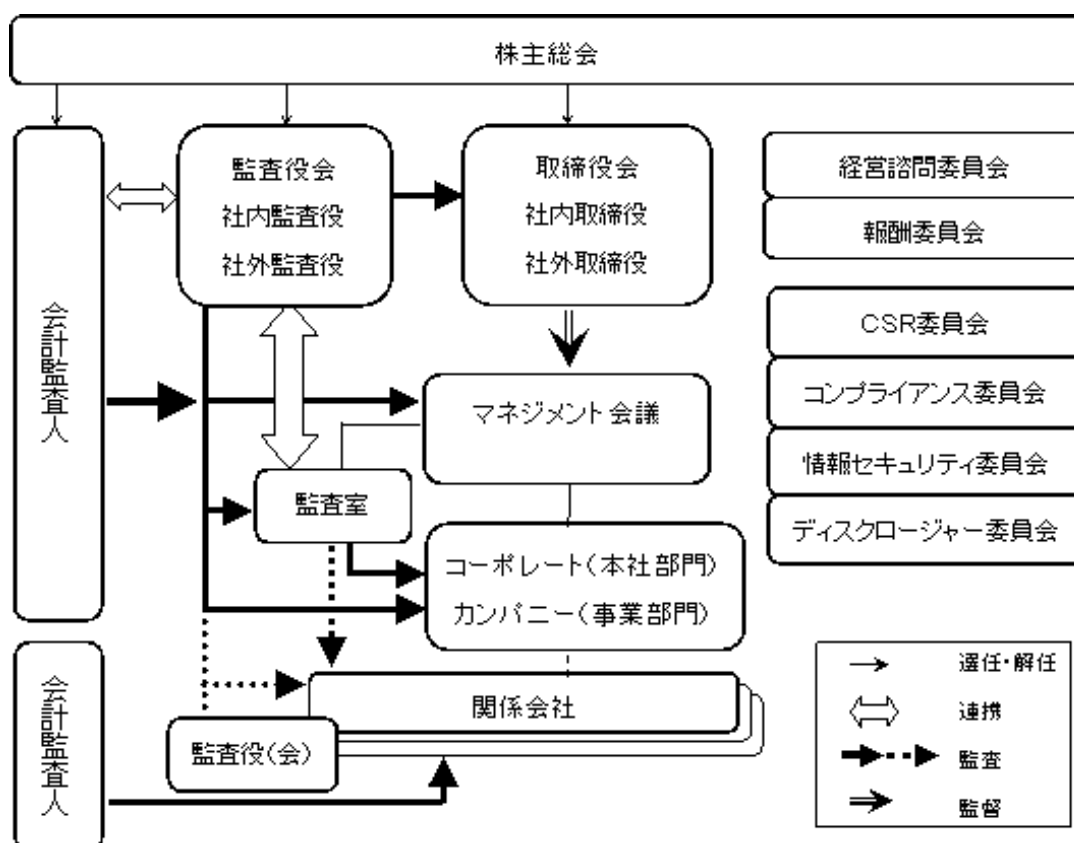 株主総会
会計監査人
監査役会
社内監査役
社外監査役
取締役会
社内取締役
社外取締役
経営諮問委員会
報酬委員会
CSR委員会
コンプライアンス委員会
情報セキュリティ委員会
ディスクロージャー委員会
マネジメント会議
監査室
コーポレート(本社部門)
カンパニー(事業部門)
関係会社
監査役(会)
会計監査人
選任・解任
連携
監査
監督